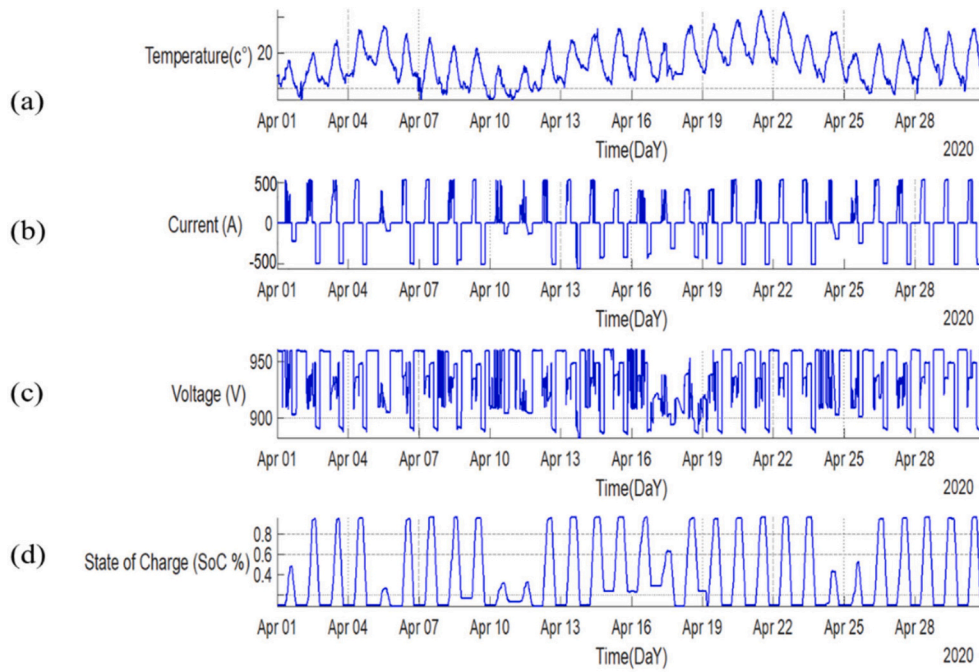 (a)
Temperature(c°)
20
Apr 01 Apr 04 Apr 07 Apr 10 Apr 13 Apr 16 Apr 19 Apr 22 Apr 25 Apr 28
Time(DaY)
2020
(b)
Current (A)
500
0
-500
Apr 01 Apr 04 Apr 07 Apr 10 Apr 13 Apr 16 Apr 19 Apr 22 Apr 25 Apr 28
Time(DaY)
2020
(c)
Voltage (V)
950
900
Apr 01 Apr 04 Apr 07 Apr 10 Apr 13 Apr 16 Apr 19 Apr 22 Apr 25 Apr 28
Time(DaY)
2020
(d)
State of Charge (SoC %)
0.8
0.6
0.4
Apr 01 Apr 04 Apr 07 Apr 10 Apr 13 Apr 16 Apr 19 Apr 22 Apr 25 Apr 28
Time(DaY)
2020